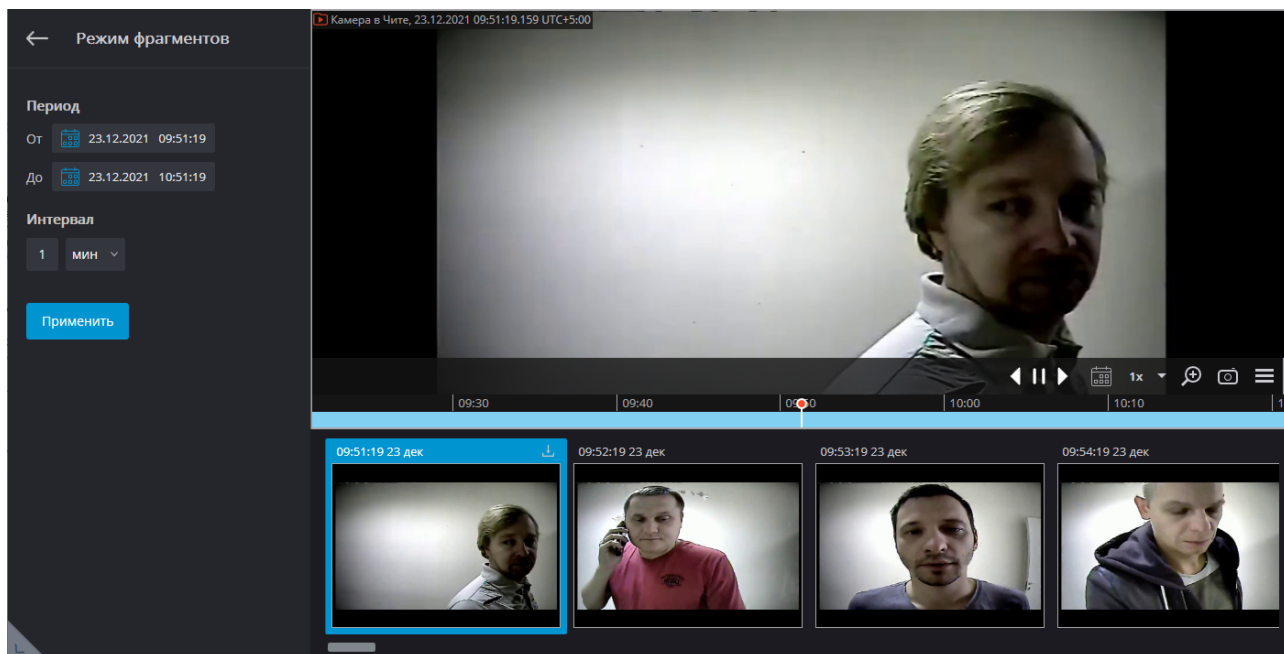 Режим фрагментов
Период
От 23.12.2021 09:51:19
До 23.12.2021 10:51:19
Интервал
1 мин
Применить
Камера в Чите, 23.12.2021 09:51:19.159 UTC+5:00
1x
09:30 09:40 09:50 10:00 10:10 1
09:51:19 23 дек 09:52:19 23 дек 09:53:19 23 дек 09:54:19 23 дек